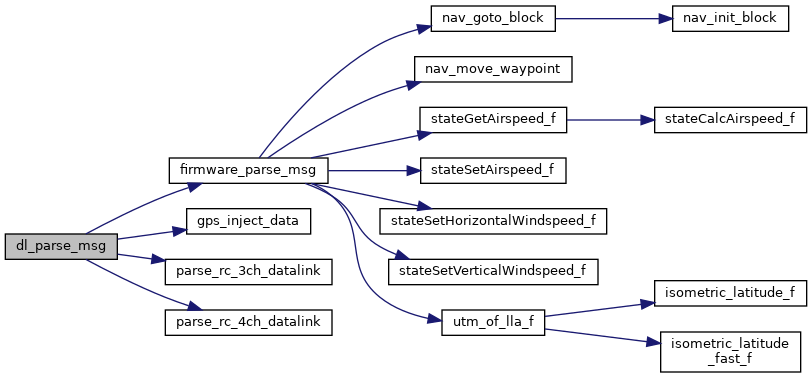 nav_goto_block
nav_init_block
nav_move_waypoint
stateGetAirspeed_f
stateCalcAirspeed_f
firmware_parse_msg
stateSetAirspeed_f
gps_inject_data
stateSetHorizontalWindspeed_f
dl_parse_msg
parse_rc_3ch_datalink
stateSetVerticalWindspeed_f
isometric_latitude_f
parse_rc_4ch_datalink
utm_of_lla_f
isometric_latitude
_fast_f